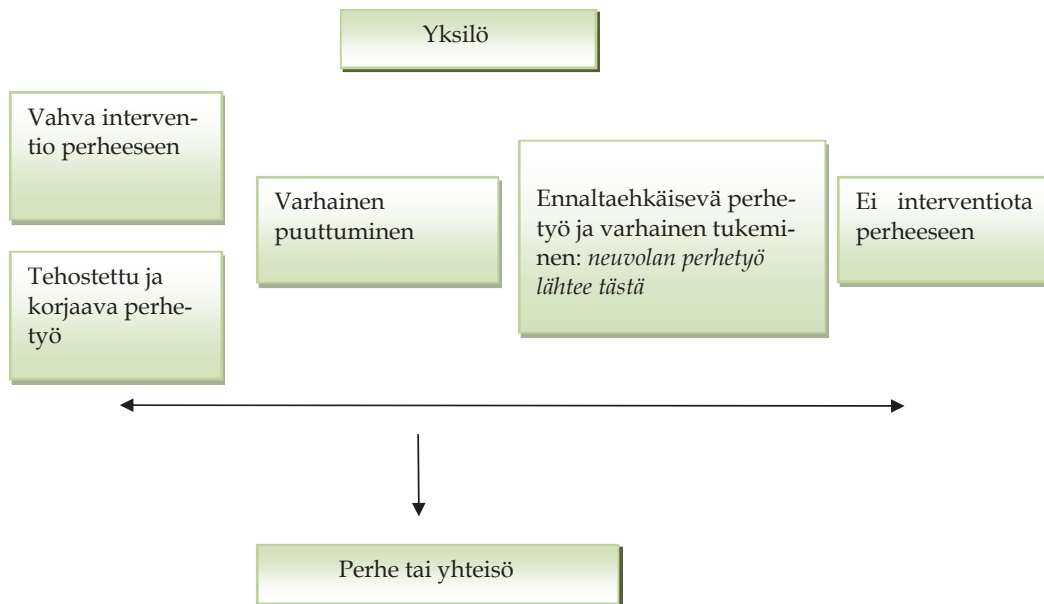 Yksilö
Vahva interven-
tio perheeseen
Tehostettu ja
korjaava perhe-
työ
Varhainen
puuttuminen
Ennaltaehkäisevä perhe-
työ ja varhainen tukemi-
nen: neuvolan perhetyö
lähtee tästä
Ei interventiota
perheeseen
Perhe tai yhteisö